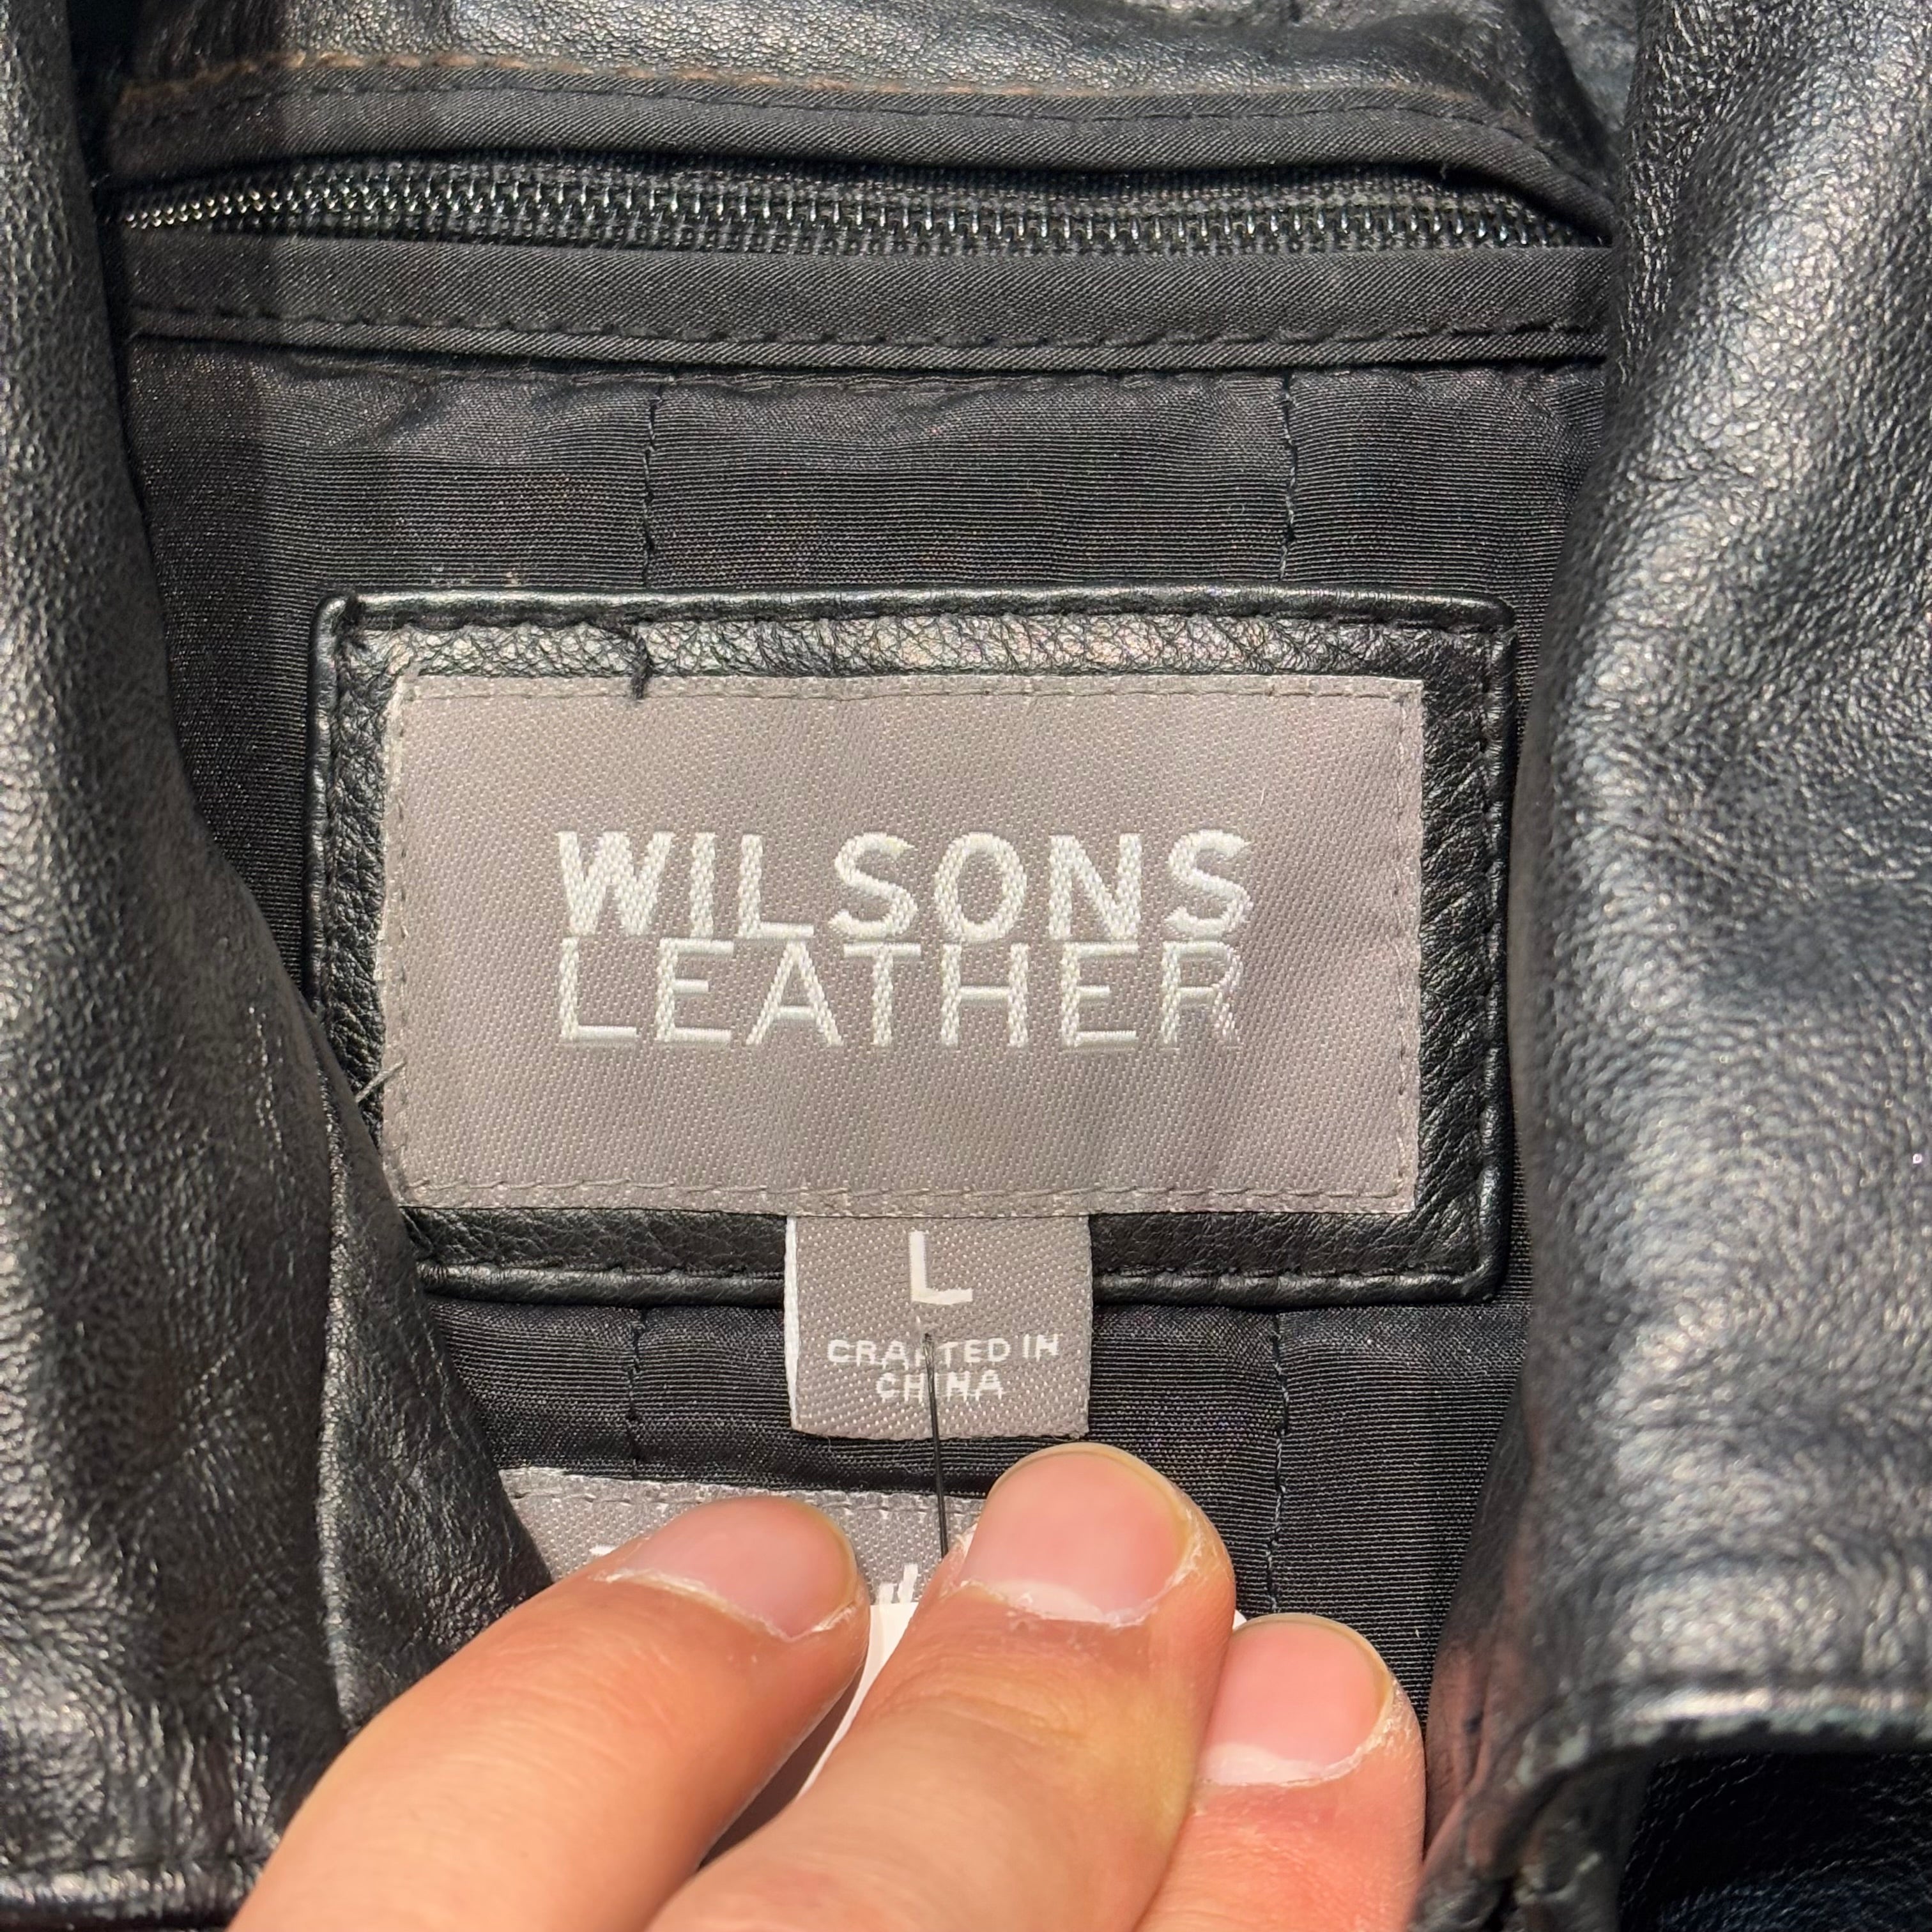 WILSONS
LEATHER
L
CRAFTED IN
CHINA